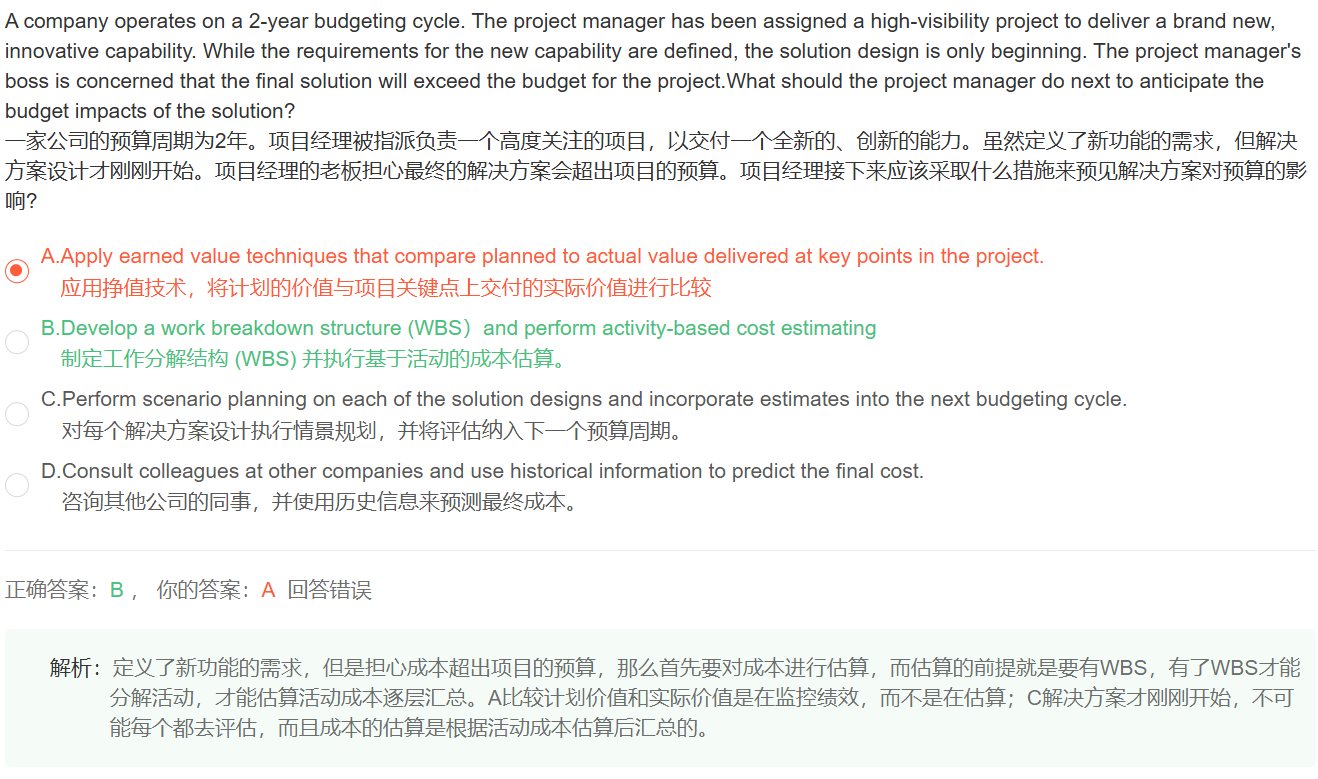 A company operates on a 2-year budgeting cycle. The project manager has been assigned a high-visibility project to deliver a brand new,
innovative capability. While the requirements for the new capability are defined, the solution design is only beginning. The project manager's
boss is concerned that the final solution will exceed the budget for the project.What should the project manager do next to anticipate the
budget impacts of the solution?
一家公司的预算周期为2年。项目经理被指派负责一个高度关注的项目，以交付一个全新的、创新的能力。虽然定义了新功能的需求，但解决
方案设计才刚刚开始。项目经理的老板担心最终的解决方案会超出项目的预算。项目经理接下来应该采取什么措施来预见解决方案对预算的影
响?
A.Apply earned value techniques that compare planned to actual value delivered at key points in the project.
应用挣值技术，将计划的价值与项目关键点上交付的实际价值进行比较
B.Develop a work breakdown structure (WBS）and perform activity-based cost estimating
制定工作分解结构 (WBS) 并执行基于活动的成本估算。
C.Perform scenario planning on each of the solution designs and incorporate estimates into the next budgeting cycle.
对每个解决方案设计执行情景规划，并将评估纳入下一个预算周期。
D.Consult colleagues at other companies and use historical information to predict the final cost.
咨询其他公司的同事，并使用历史信息来预测最终成本。
正确答案：B ， 你的答案：A 回答错误
解析：定义了新功能的需求，但是担心成本超出项目的预算，那么首先要对成本进行估算，而估算的前提就是要有WBS，有了WBS才能
分解活动，才能估算活动成本逐层汇总。A比较计划价值和实际价值是在监控绩效，而不是在估算；C解决方案才刚刚开始，不可
能每个都去评估，而且成本的估算是根据活动成本估算后汇总的。